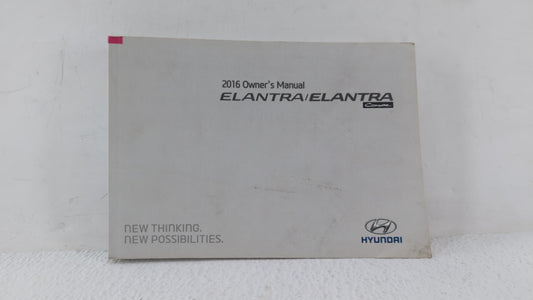 2016 Owner's Manual
ELANTRA/ELANTRA
Coupe
NEW THINKING.
NEW POSSIBILITIES.
HYUNDAI